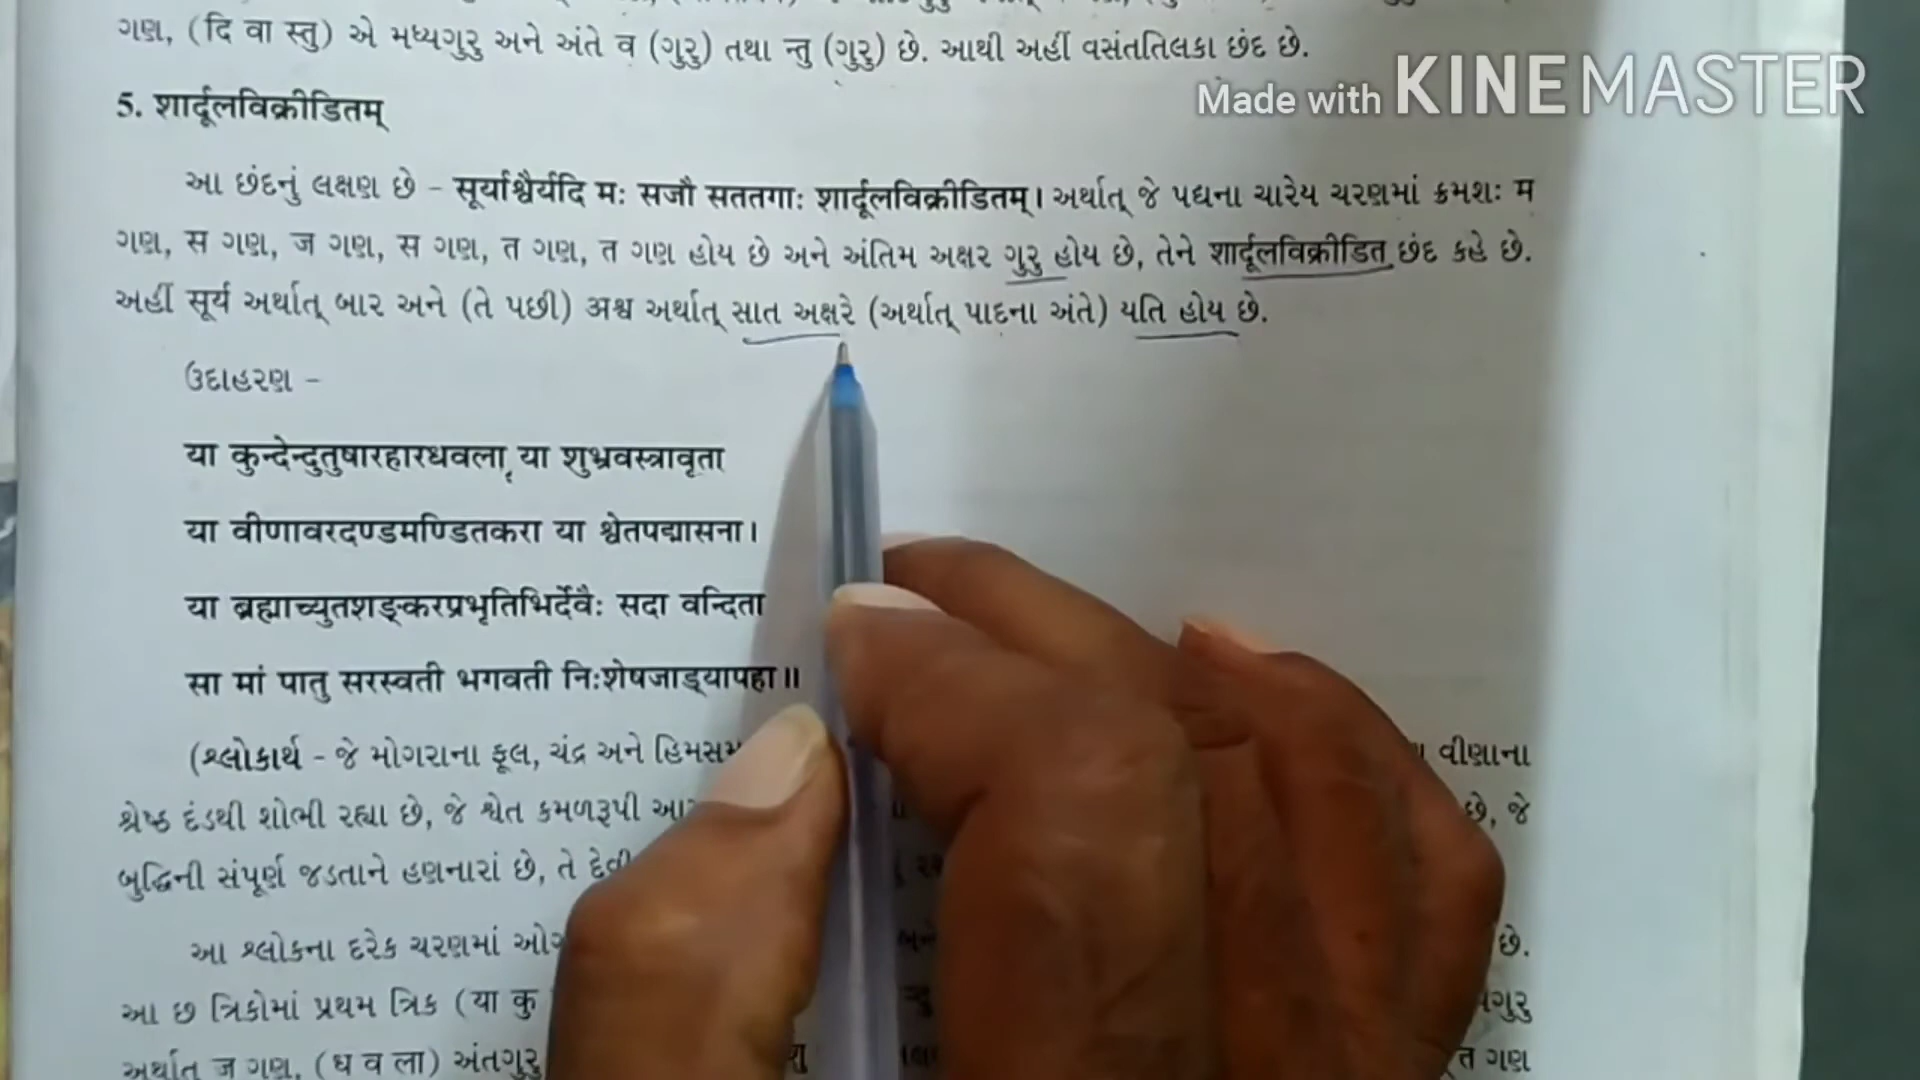 ગણ, (दि वा स्तु) એ મધ્યગુરુ અને અંતે व (ગુરુ) તથા न्तु (ગુરુ) છે. આથી અહીં વસંતતિલકા છંદ છે.
Made with KINEMASTER
5. शार्दूलविक्रीडितम्
આ છંદનું લક્ષણ છે – सूर्याश्वैर्यदि मः सजौ सततगाः शार्दूलविक्रीडितम्। અર્થાત્ જે પદ્યના ચારેય ચરણમાં ક્રમશઃ म
ગણ, स ગણ, ज ગણ, स ગણ, त ગણ, त ગણ હોય છે અને અંતિમ અક્ષર ગુરુ હોય છે, તેને शार्दूलविक्रीडित છંદ કહે છે.
અહીં सूर्य અર્થાત્ બાર અને (તે પછી) अश्व અર્થાત્ સાત અક્ષરે (અર્થાત્ પાદના અંતે) યતિ હોય છે.
ઉદાહરણ –
या कुन्देन्दुतुषारहारधवला या शुभ्रवस्त्रावृता
या वीणावरदण्डमण्डितकरा या श्वेतपद्मासना।
या ब्रह्माच्युतशङ्करप्रभृतिभिर्देवैः सदा वन्दिता
सा मां पातु सरस्वती भगवती निःशेषजाड्यापहा॥
(શ્લોકાર્થ – જે મોગરાના ફૂલ, ચંદ્ર અને વીણાના
શ્રેષ્ઠ દંડથી શોભી રહ્યા છે, જે શ્વેત કમળરૂપી છે, જે
બુદ્ધિની સંપૂર્ણ જડતાને હણનારાં છે, તે
આ શ્લોકના દરેક ચરણમાં છે.
આ છ ત્રિકોમાં પ્રથમ ત્રિક (या कु
અર્થાત્ ज ગણ, (ध व ला) અંતગુરુ त ગણ